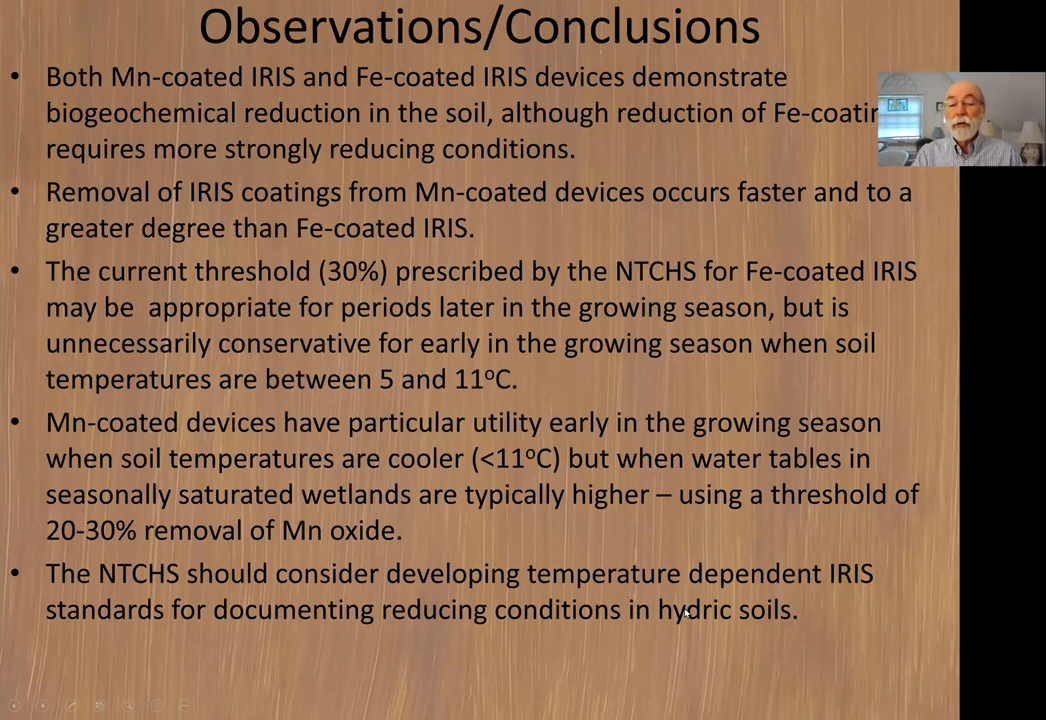 Observations/Conclusions
• Both Mn-coated IRIS and Fe-coated IRIS devices demonstrate
biogeochemical reduction in the soil, although reduction of Fe-coatin
requires more strongly reducing conditions.
• Removal of IRIS coatings from Mn-coated devices occurs faster and to a
greater degree than Fe-coated IRIS.
• The current threshold (30%) prescribed by the NTCHS for Fe-coated IRIS
may be  appropriate for periods later in the growing season, but is
unnecessarily conservative for early in the growing season when soil
temperatures are between 5 and 11°C.
• Mn-coated devices have particular utility early in the growing season
when soil temperatures are cooler (<11°C) but when water tables in
seasonally saturated wetlands are typically higher – using a threshold of
20-30% removal of Mn oxide.
• The NTCHS should consider developing temperature dependent IRIS
standards for documenting reducing conditions in hydric soils.